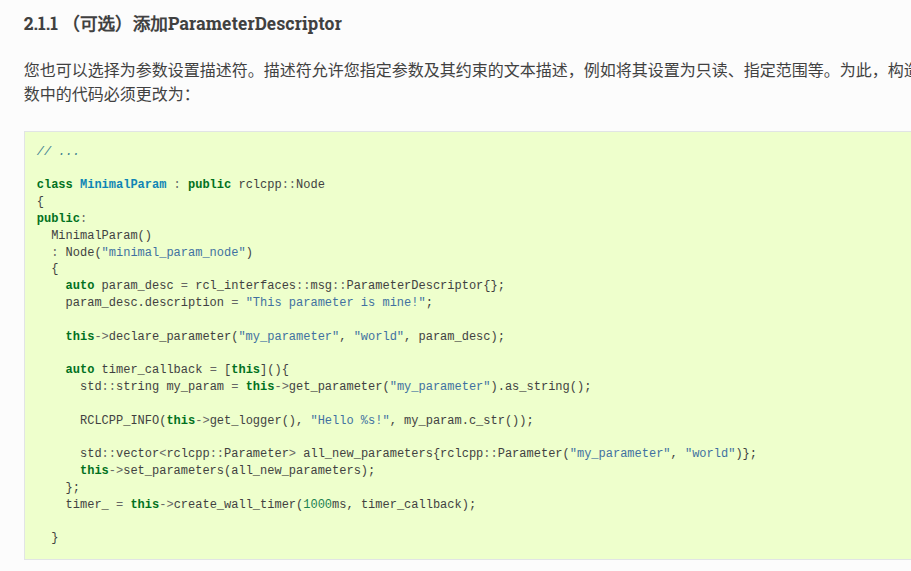 2.1.1 （可选）添加ParameterDescriptor
您也可以选择为参数设置描述符。描述符允许您指定参数及其约束的文本描述，例如将其设置为只读、指定范围等。为此，构造
数中的代码必须更改为：
// ...
class MinimalParam : public rclcpp::Node
{
public:
  MinimalParam()
  : Node("minimal_param_node")
  {
    auto param_desc = rcl_interfaces::msg::ParameterDescriptor{};
    param_desc.description = "This parameter is mine!";
    this->declare_parameter("my_parameter", "world", param_desc);
    auto timer_callback = [this](){
      std::string my_param = this->get_parameter("my_parameter").as_string();
      RCLCPP_INFO(this->get_logger(), "Hello %s!", my_param.c_str());
      std::vector<rclcpp::Parameter> all_new_parameters{rclcpp::Parameter("my_parameter", "world")};
      this->set_parameters(all_new_parameters);
    };
    timer_ = this->create_wall_timer(1000ms, timer_callback);
  }